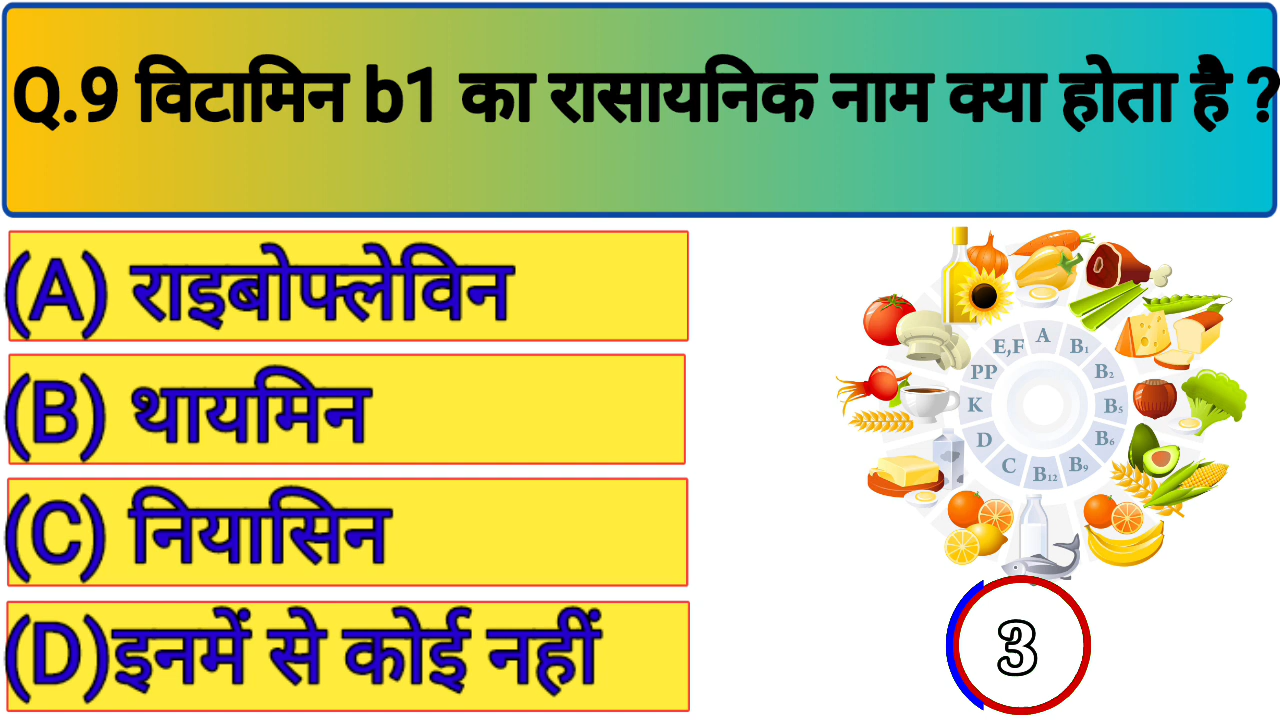 Q.9 विटामिन b1 का रासायनिक नाम क्या होता है ?
(A) राइबोफ्लेविन
(B) थायमिन
(C) नियासिन
(D)इनमें से कोई नहीं
A
B₁
B₂
B₅
B₆
B₉
B₁₂
C
D
K
PP
E,F
3